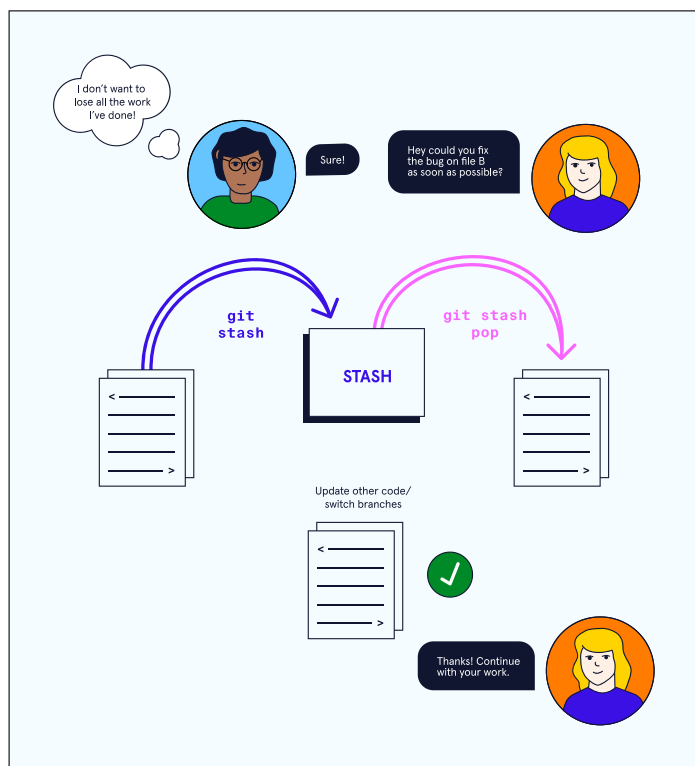 I don't want to
lose all the work
I've done!
Sure!
Hey could you fix
the bug on file B
as soon as possible?
git
stash
git stash
pop
STASH
<
>
<
>
Update other code/
switch branches
<
>
Thanks! Continue
with your work.